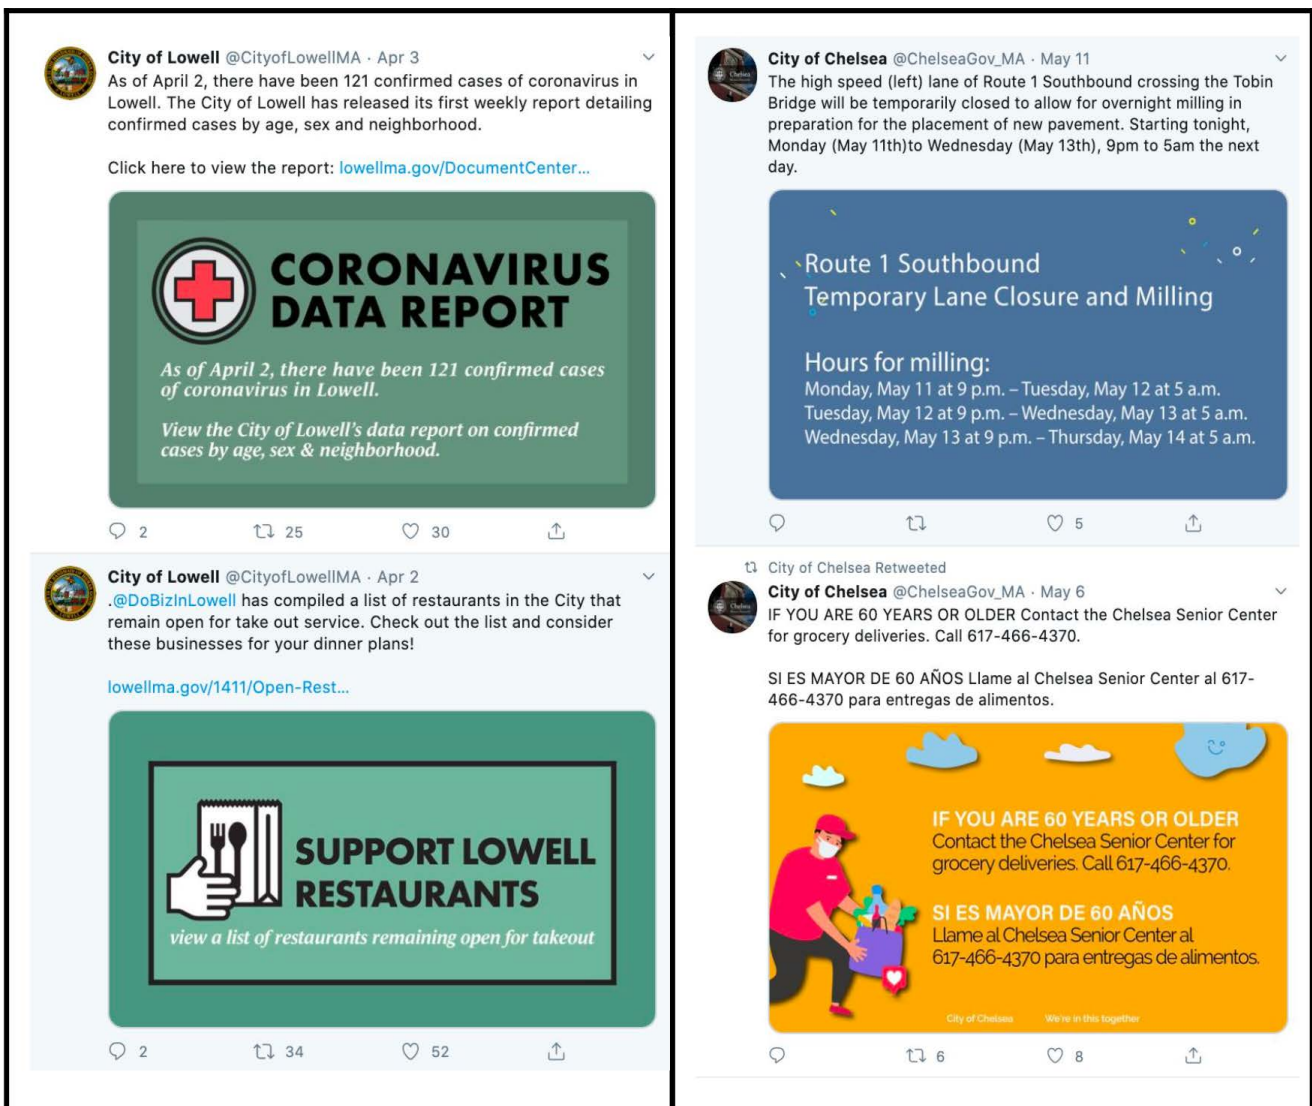 City of Lowell @CityofLowellMA · Apr 3
As of April 2, there have been 121 confirmed cases of coronavirus in
Lowell. The City of Lowell has released its first weekly report detailing
confirmed cases by age, sex and neighborhood.
Click here to view the report: lowellma.gov/DocumentCenter...
CORONAVIRUS
DATA REPORT
As of April 2, there have been 121 confirmed cases
of coronavirus in Lowell.
View the City of Lowell's data report on confirmed
cases by age, sex & neighborhood.
2 25 30
City of Lowell @CityofLowellMA · Apr 2
.@DoBizInLowell has compiled a list of restaurants in the City that
remain open for take out service. Check out the list and consider
these businesses for your dinner plans!
lowellma.gov/1411/Open-Rest...
SUPPORT LOWELL
RESTAURANTS
view a list of restaurants remaining open for takeout
2 34 52
City of Chelsea @ChelseaGov_MA · May 11
The high speed (left) lane of Route 1 Southbound crossing the Tobin
Bridge will be temporarily closed to allow for overnight milling in
preparation for the placement of new pavement. Starting tonight,
Monday (May 11th)to Wednesday (May 13th), 9pm to 5am the next
day.
Route 1 Southbound
Temporary Lane Closure and Milling
Hours for milling:
Monday, May 11 at 9 p.m. – Tuesday, May 12 at 5 a.m.
Tuesday, May 12 at 9 p.m. – Wednesday, May 13 at 5 a.m.
Wednesday, May 13 at 9 p.m. – Thursday, May 14 at 5 a.m.
5
City of Chelsea Retweeted
City of Chelsea @ChelseaGov_MA · May 6
IF YOU ARE 60 YEARS OR OLDER Contact the Chelsea Senior Center
for grocery deliveries. Call 617-466-4370.
SI ES MAYOR DE 60 AÑOS Llame al Chelsea Senior Center al 617-
466-4370 para entregas de alimentos.
IF YOU ARE 60 YEARS OR OLDER
Contact the Chelsea Senior Center for
grocery deliveries. Call 617-466-4370.
SI ES MAYOR DE 60 AÑOS
Llame al Chelsea Senior Center al
617-466-4370 para entregas de alimentos.
City of Chelsea We're in this together
6 8